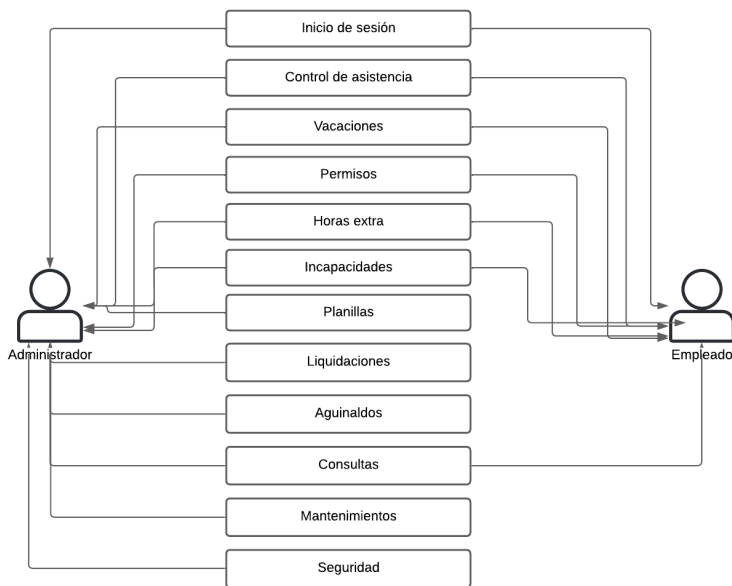 Inicio de sesión
Control de asistencia
Vacaciones
Permisos
Horas extra
Incapacidades
Planillas
Administrador
Empleado
Liquidaciones
Aguinaldos
Consultas
Mantenimientos
Seguridad